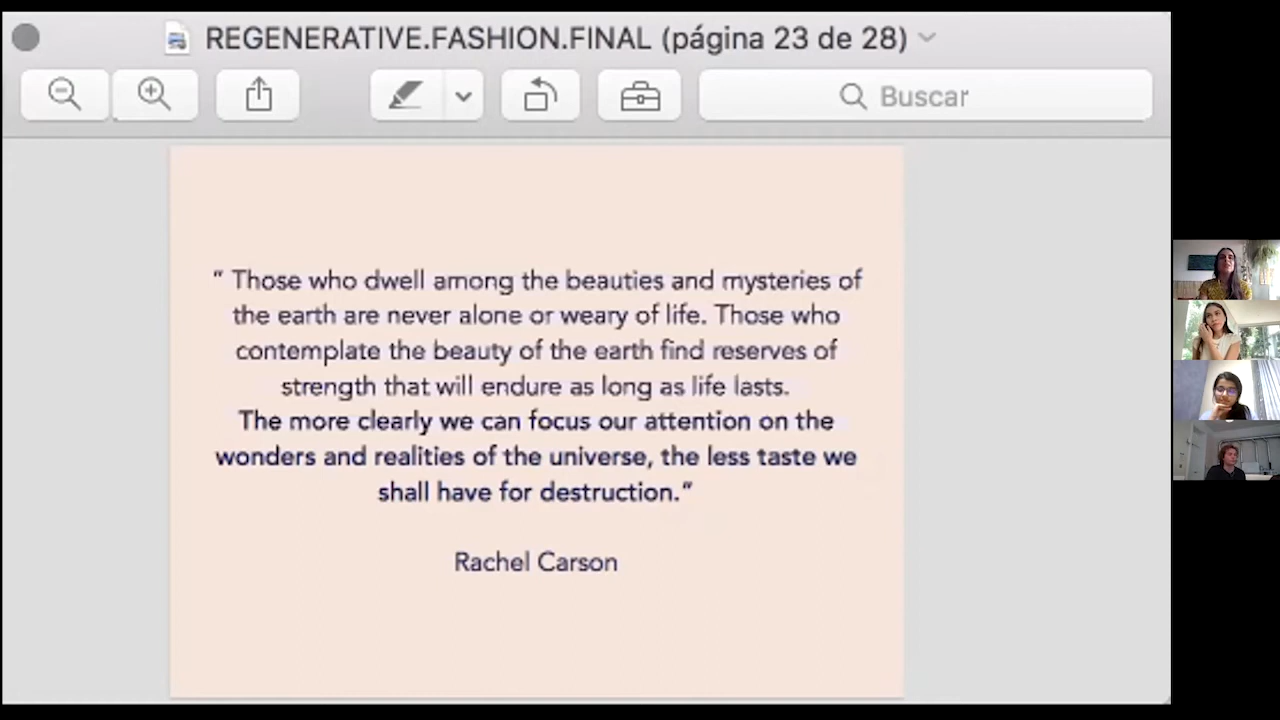 REGENERATIVE.FASHION.FINAL (página 23 de 28)
Buscar
“ Those who dwell among the beauties and mysteries of
the earth are never alone or weary of life. Those who
contemplate the beauty of the earth find reserves of
strength that will endure as long as life lasts.
The more clearly we can focus our attention on the
wonders and realities of the universe, the less taste we
shall have for destruction.”
Rachel Carson